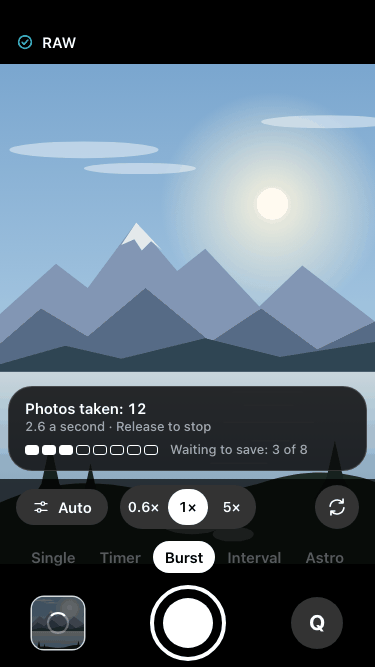 RAW
Photos taken: 12
2.6 a second · Release to stop
Waiting to save: 3 of 8
Auto
0.6× 1× 5×
Single Timer Burst Interval Astro
Q